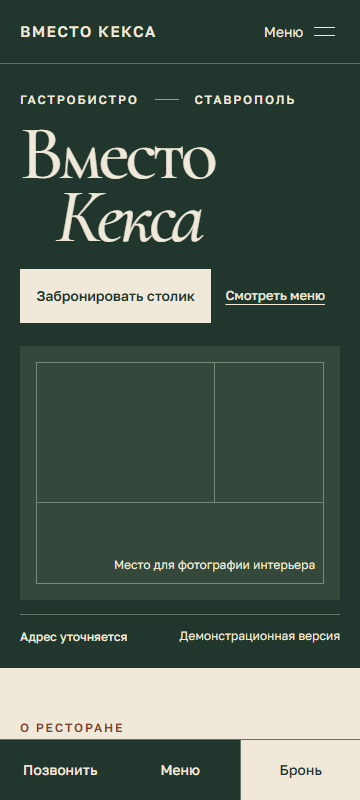 ВМЕСТО КЕКСА
Меню
ГАСТРОБИСТРО — СТАВРОПОЛЬ
Вместо
Кекса
Забронировать столик
Смотреть меню
Место для фотографии интерьера
Адрес уточняется
Демонстрационная версия
О РЕСТОРАНЕ
Позвонить
Меню
Бронь